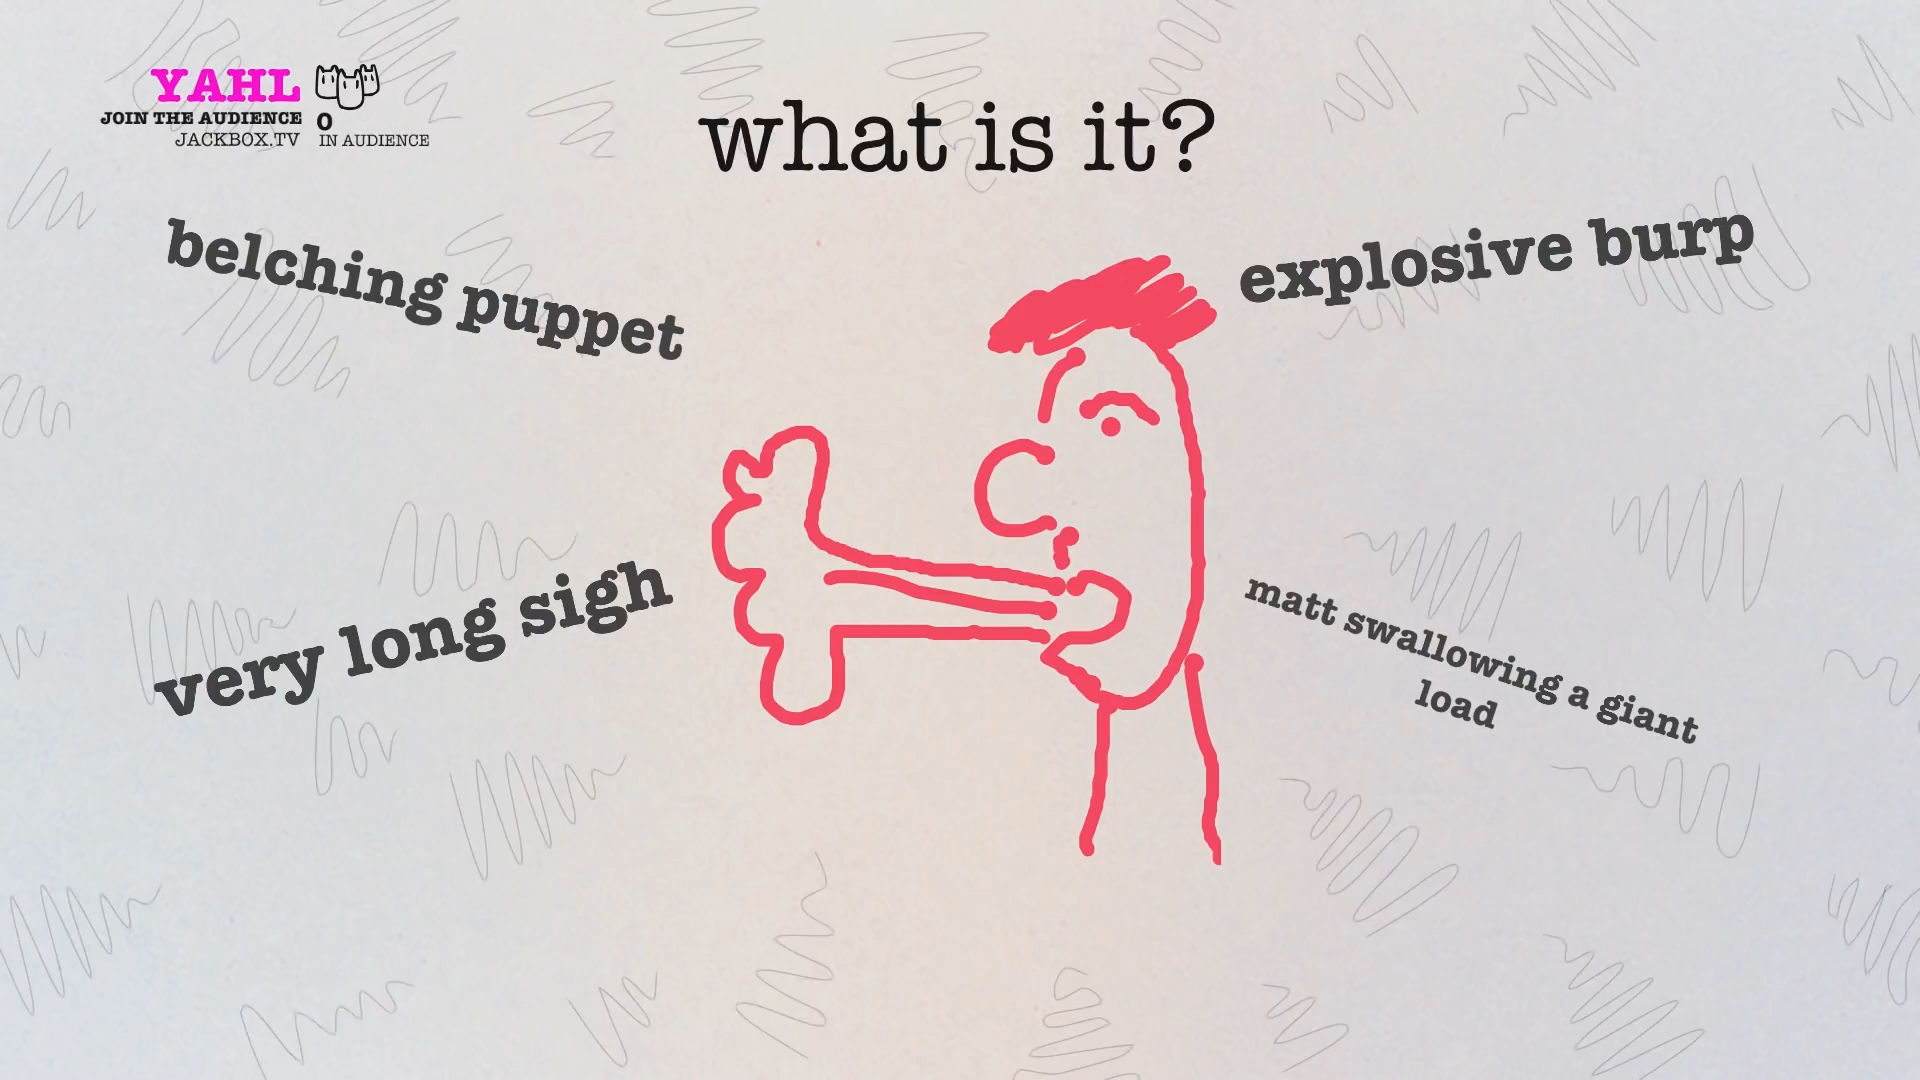 YAHL
JOIN THE AUDIENCE
JACKBOX.TV
0
IN AUDIENCE
what is it?
belching puppet
explosive burp
very long sigh
matt swallowing a giant
load